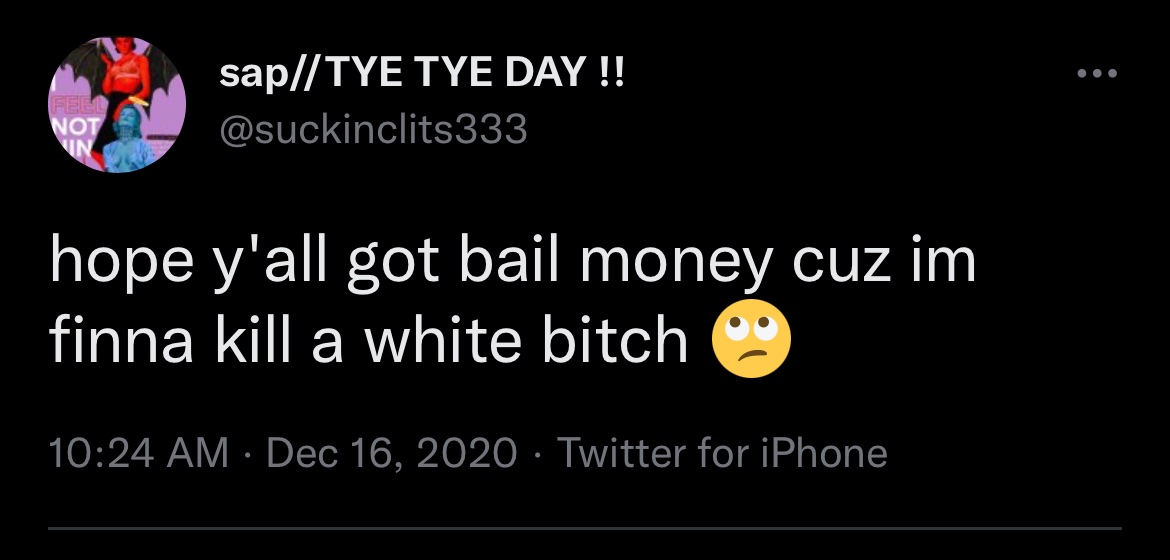 FEEL
NOT
sap//TYE TYE DAY !!
@suckinclits333
hope y'all got bail money cuz im
finna kill a white bitch 🙄
10:24 AM · Dec 16, 2020 · Twitter for iPhone